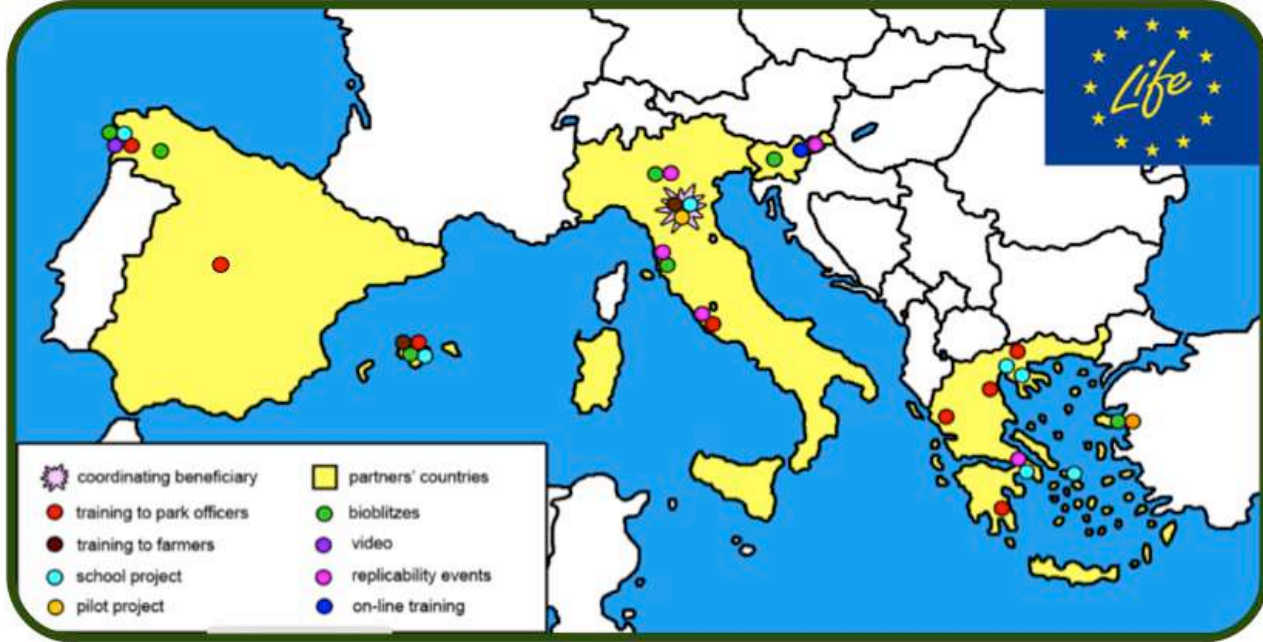 Life
coordinating beneficiary
training to park officers
training to farmers
school project
pilot project
partners' countries
bioblitzes
video
replicability events
on-line training